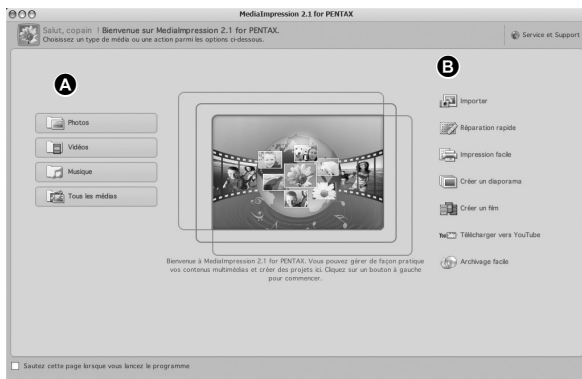 MediaImpression 2.1 for PENTAX
Salut, copain ! Bienvenue sur MediaImpression 2.1 for PENTAX.
Choisissez un type de média ou une action parmi les options ci-dessous.
Service et Support
A
B
Photos
Vidéos
Musique
Tous les médias
Importer
Réparation rapide
Impression facile
Créer un diaporama
Créer un film
Télécharger vers YouTube
Archivage facile
Bienvenue à MediaImpression 2.1 for PENTAX. Vous pouvez gérer de façon pratique
vos contenus multimédias et créer des projets ici. Cliquez sur un bouton à gauche
pour commencer.
Sautez cette page lorsque vous lancez le programme